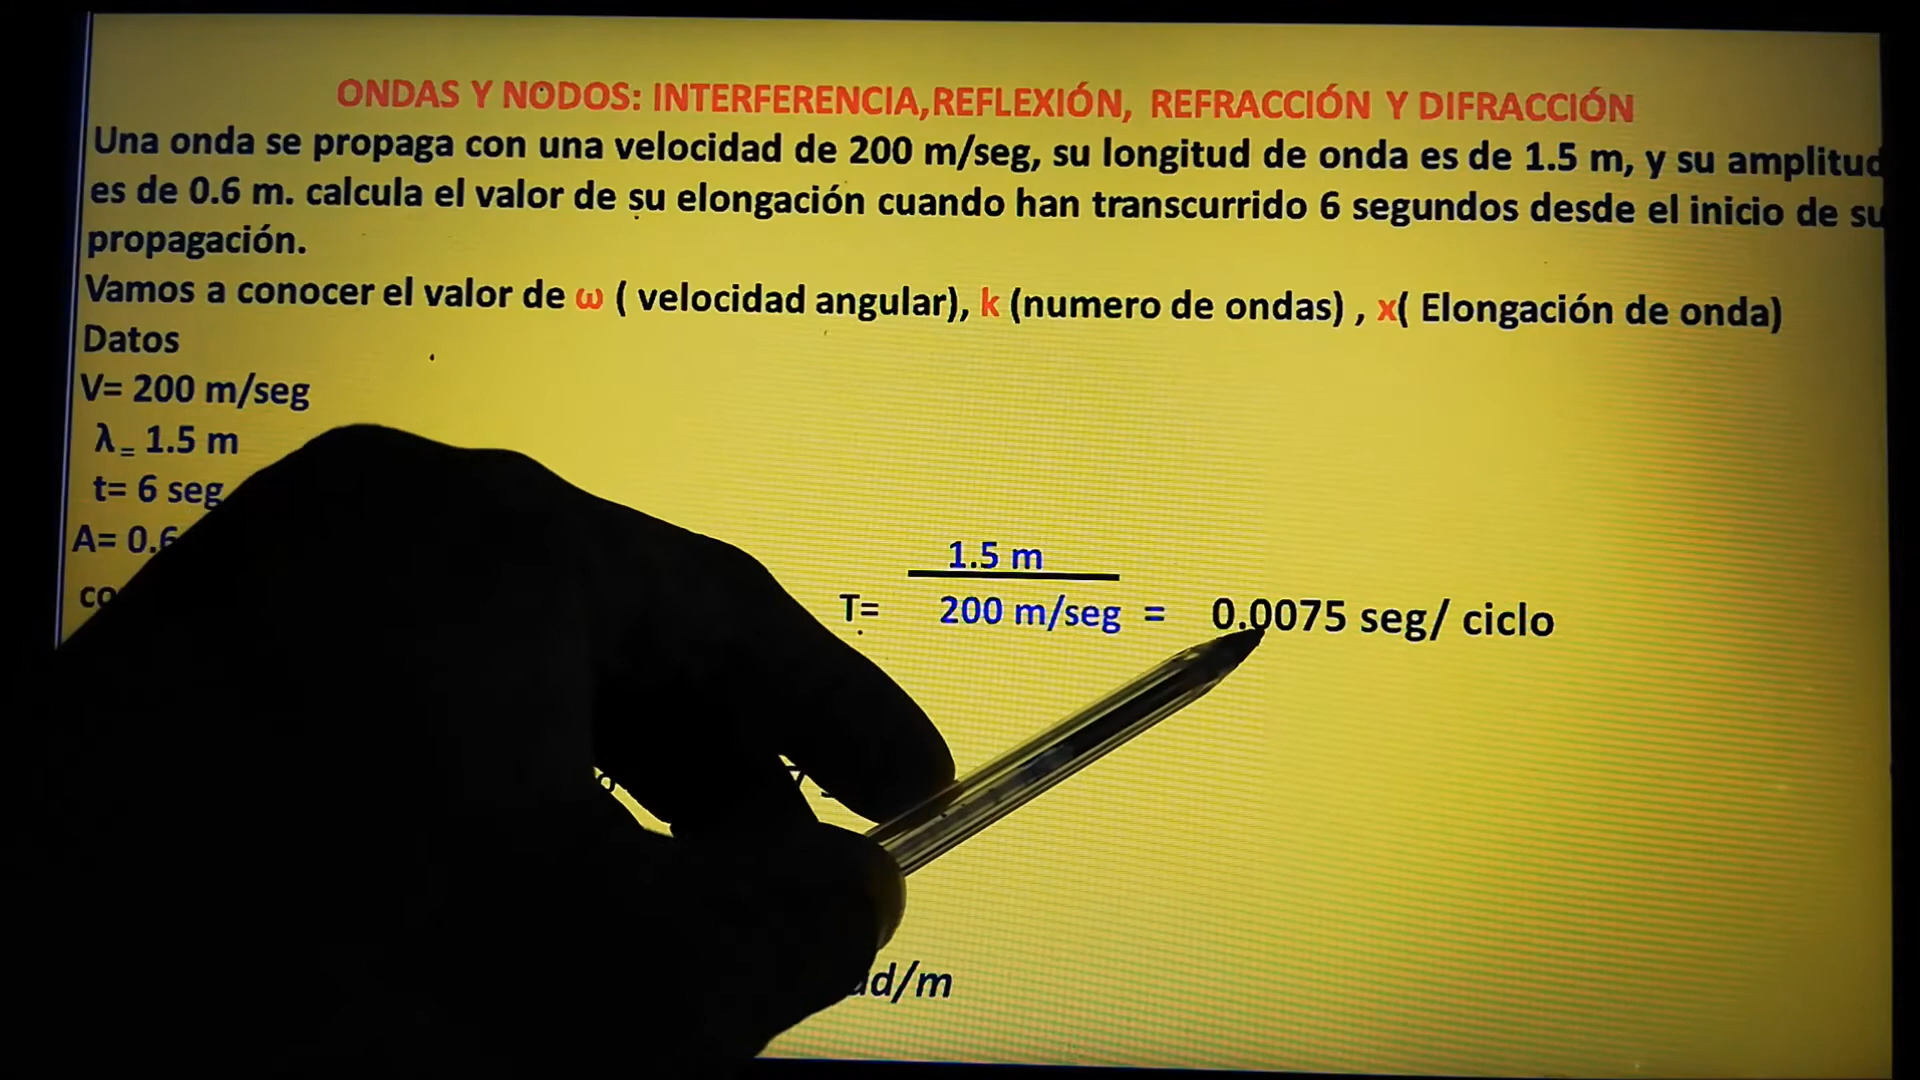 ONDAS Y NODOS: INTERFERENCIA,REFLEXIÓN, REFRACCIÓN Y DIFRACCIÓN
Una onda se propaga con una velocidad de 200 m/seg, su longitud de onda es de 1.5 m, y su amplitud
es de 0.6 m. calcula el valor de su elongación cuando han transcurrido 6 segundos desde el inicio de su
propagación.
Vamos a conocer el valor de ω ( velocidad angular), k (numero de ondas) , x( Elongación de onda)
Datos
V= 200 m/seg
λ = 1.5 m
t= 6 seg
A= 0.6
1.5 m
T= 200 m/seg = 0.0075 seg/ ciclo
d/m